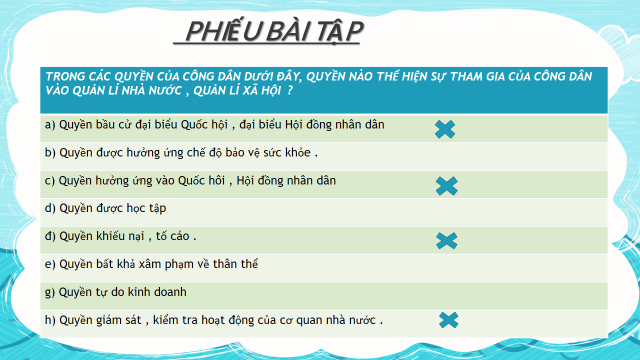 PHIẾU BÀI TẬP
TRONG CÁC QUYỀN CỦA CÔNG DÂN DƯỚI ĐÂY, QUYỀN NÀO THỂ HIỆN SỰ THAM GIA CỦA CÔNG DÂN
VÀO QUẢN LÍ NHÀ NƯỚC , QUẢN LÍ XÃ HỘI ?
a) Quyền bầu cử đại biểu Quốc hội , đại biểu Hội đồng nhân dân
b) Quyền được hưởng ứng chế độ bảo vệ sức khỏe .
c) Quyền hưởng ứng vào Quốc hôi , Hội đồng nhân dân
d) Quyền được học tập
đ) Quyền khiếu nại , tố cáo .
e) Quyền bất khả xâm phạm về thân thể
g) Quyền tự do kinh doanh
h) Quyền giám sát , kiểm tra hoạt động của cơ quan nhà nước .